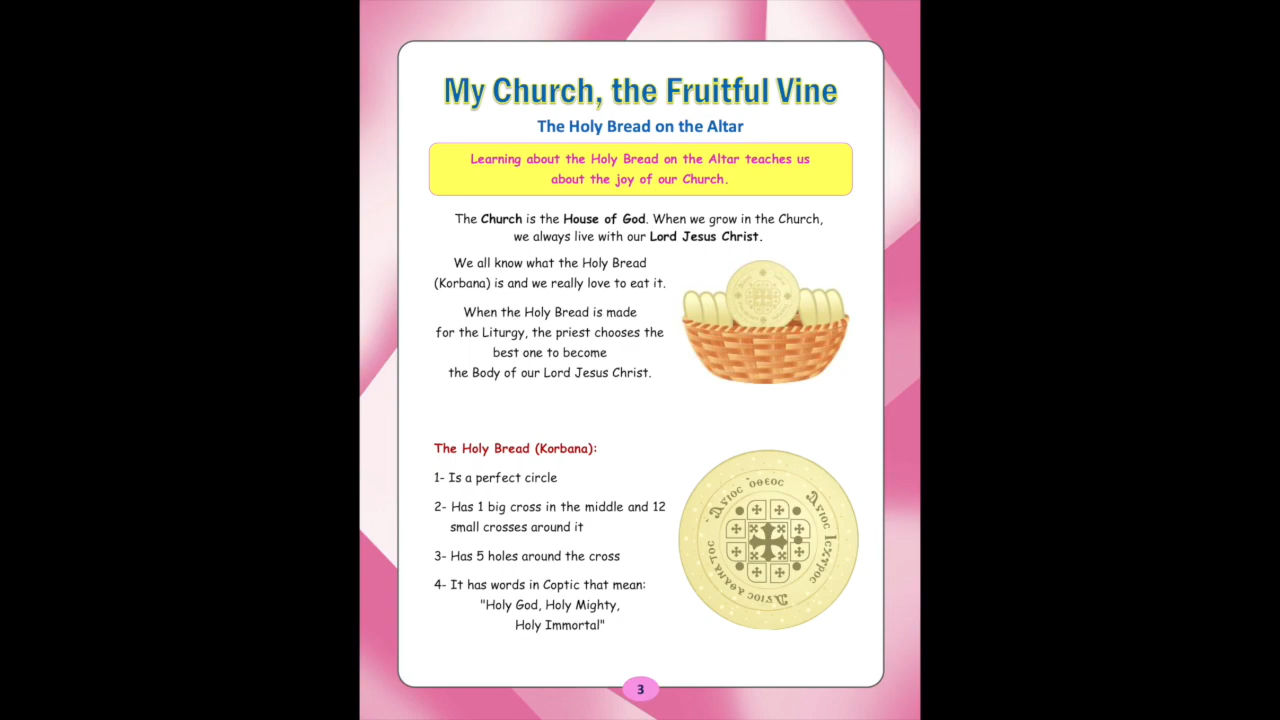 My Church, the Fruitful Vine
The Holy Bread on the Altar
Learning about the Holy Bread on the Altar teaches us
about the joy of our Church.
The Church is the House of God. When we grow in the Church,
we always live with our Lord Jesus Christ.
We all know what the Holy Bread
(Korbana) is and we really love to eat it.
When the Holy Bread is made
for the Liturgy, the priest chooses the
best one to become
the Body of our Lord Jesus Christ.
The Holy Bread (Korbana):
1- Is a perfect circle
2- Has 1 big cross in the middle and 12
small crosses around it
3- Has 5 holes around the cross
4- It has words in Coptic that mean:
"Holy God, Holy Mighty,
Holy Immortal"
3